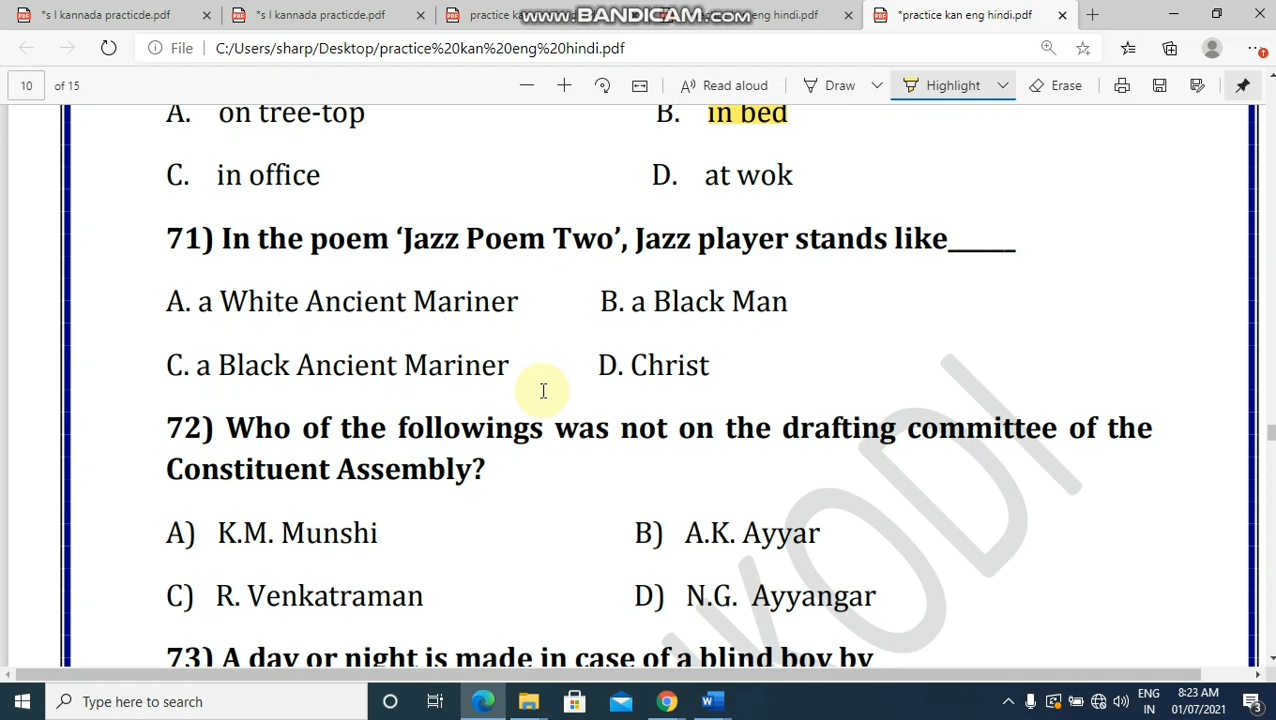 *s l kannada practicde.pdf
*s l kannada practicde.pdf
practice ka
eng hindi.pdf
*practice kan eng hindi.pdf
WWW.BANDICAM.COM
File
C:/Users/sharp/Desktop/practice%20kan%20eng%20hindi.pdf
10 of 15
Read aloud
Draw
Highlight
Erase
A. on tree-top B. in bed
C. in office D. at wok
71) In the poem ‘Jazz Poem Two’, Jazz player stands like______
A. a White Ancient Mariner B. a Black Man
C. a Black Ancient Mariner D. Christ
72) Who of the followings was not on the drafting committee of the
Constituent Assembly?
A) K.M. Munshi B) A.K. Ayyar
C) R. Venkatraman D) N.G. Ayyangar
73) A day or night is made in case of a blind boy by
Type here to search
ENG
IN
8:23 AM
01/07/2021
3